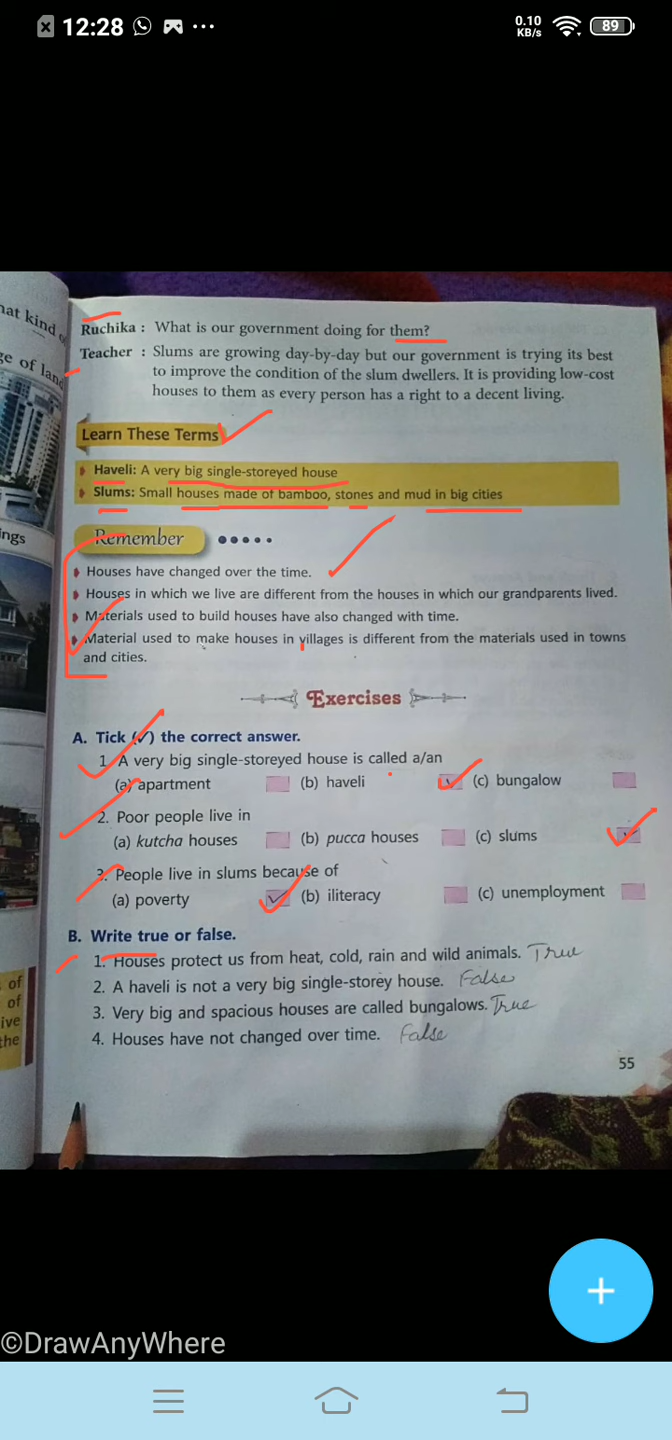 12:28
0.10
KB/s
89
hat kind
ge of land
ings
of
of
ive
the
Ruchika : What is our government doing for them?
Teacher : Slums are growing day-by-day but our government is trying its best
to improve the condition of the slum dwellers. It is providing low-cost
houses to them as every person has a right to a decent living.
Learn These Terms
Haveli: A very big single-storeyed house
Slums: Small houses made of bamboo, stones and mud in big cities
Remember
Houses have changed over the time.
Houses in which we live are different from the houses in which our grandparents lived.
Materials used to build houses have also changed with time.
Material used to make houses in villages is different from the materials used in towns
and cities.
Exercises
A. Tick (✓) the correct answer.
1. A very big single-storeyed house is called a/an
(a) apartment (b) haveli (c) bungalow
2. Poor people live in
(a) kutcha houses (b) pucca houses (c) slums
3. People live in slums because of
(a) poverty (b) iliteracy (c) unemployment
B. Write true or false.
1. Houses protect us from heat, cold, rain and wild animals. True
2. A haveli is not a very big single-storey house. False
3. Very big and spacious houses are called bungalows. True
4. Houses have not changed over time. False
55
©DrawAnyWhere